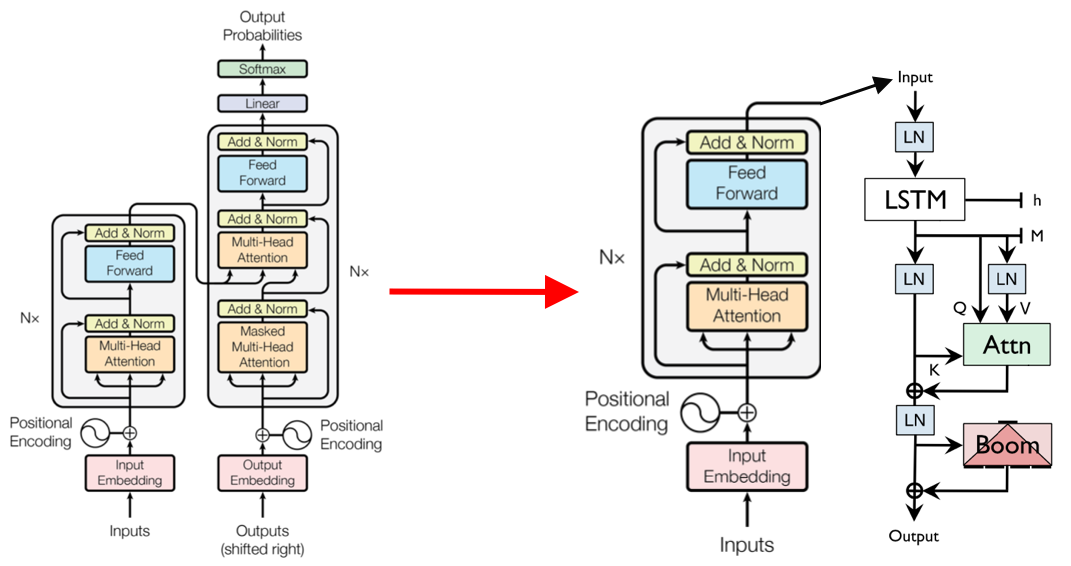 Output
Probabilities
Softmax
Linear
Add & Norm
Feed
Forward
Add & Norm
Multi-Head
Attention
Nx
Add & Norm
Masked
Multi-Head
Attention
Positional
Encoding
Output
Embedding
Outputs
(shifted right)
Add & Norm
Feed
Forward
Nx
Add & Norm
Multi-Head
Attention
Positional
Encoding
Input
Embedding
Inputs
Add & Norm
Feed
Forward
Nx
Add & Norm
Multi-Head
Attention
Positional
Encoding
Input
Embedding
Inputs
Input
LN
LSTM
h
M
LN
LN
Q
V
Attn
K
LN
Boom
Output